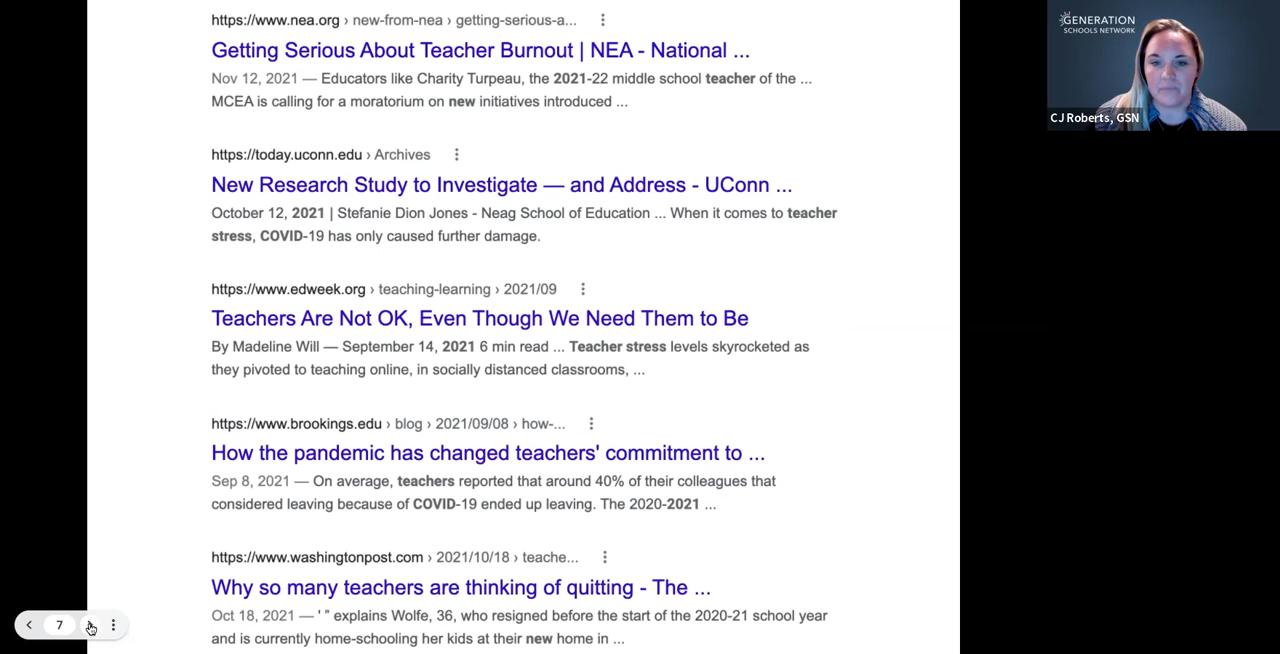 https://www.nea.org › new-from-nea › getting-serious-a...
Getting Serious About Teacher Burnout | NEA - National ...
Nov 12, 2021 — Educators like Charity Turpeau, the 2021-22 middle school teacher of the ...
MCEA is calling for a moratorium on new initiatives introduced ...
https://today.uconn.edu › Archives
New Research Study to Investigate — and Address - UConn ...
October 12, 2021 | Stefanie Dion Jones - Neag School of Education ... When it comes to teacher
stress, COVID-19 has only caused further damage.
https://www.edweek.org › teaching-learning › 2021/09
Teachers Are Not OK, Even Though We Need Them to Be
By Madeline Will — September 14, 2021 6 min read ... Teacher stress levels skyrocketed as
they pivoted to teaching online, in socially distanced classrooms, ...
https://www.brookings.edu › blog › 2021/09/08 › how-...
How the pandemic has changed teachers' commitment to ...
Sep 8, 2021 — On average, teachers reported that around 40% of their colleagues that
considered leaving because of COVID-19 ended up leaving. The 2020-2021 ...
https://www.washingtonpost.com › 2021/10/18 › teache...
Why so many teachers are thinking of quitting - The ...
Oct 18, 2021 — ' ” explains Wolfe, 36, who resigned before the start of the 2020-21 school year
and is currently home-schooling her kids at their new home in ...
7
GENERATION
SCHOOLS NETWORK
CJ Roberts, GSN